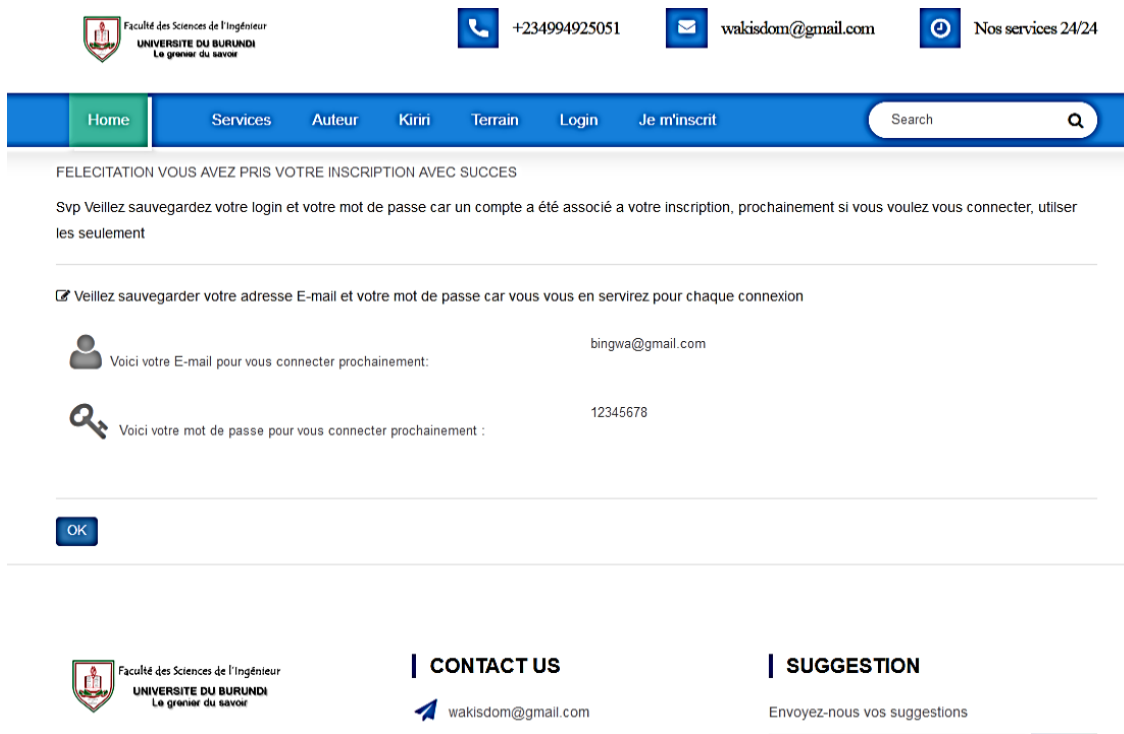 Faculté des Sciences de l'Ingénieur
UNIVERSITE DU BURUNDI
Le grenier du savoir
+234994925051
wakisdom@gmail.com
Nos services 24/24
Home Services Auteur Kiriri Terrain Login Je m'inscrit Search
FELECITATION VOUS AVEZ PRIS VOTRE INSCRIPTION AVEC SUCCES
Svp Veillez sauvegardez votre login et votre mot de passe car un compte a été associé a votre inscription, prochainement si vous voulez vous connecter, utilser
les seulement
Veillez sauvegarder votre adresse E-mail et votre mot de passe car vous vous en servirez pour chaque connexion
Voici votre E-mail pour vous connecter prochainement:
bingwa@gmail.com
Voici votre mot de passe pour vous connecter prochainement :
12345678
OK
Faculté des Sciences de l'Ingénieur
UNIVERSITE DU BURUNDI
Le grenier du savoir
CONTACT US
wakisdom@gmail.com
SUGGESTION
Envoyez-nous vos suggestions